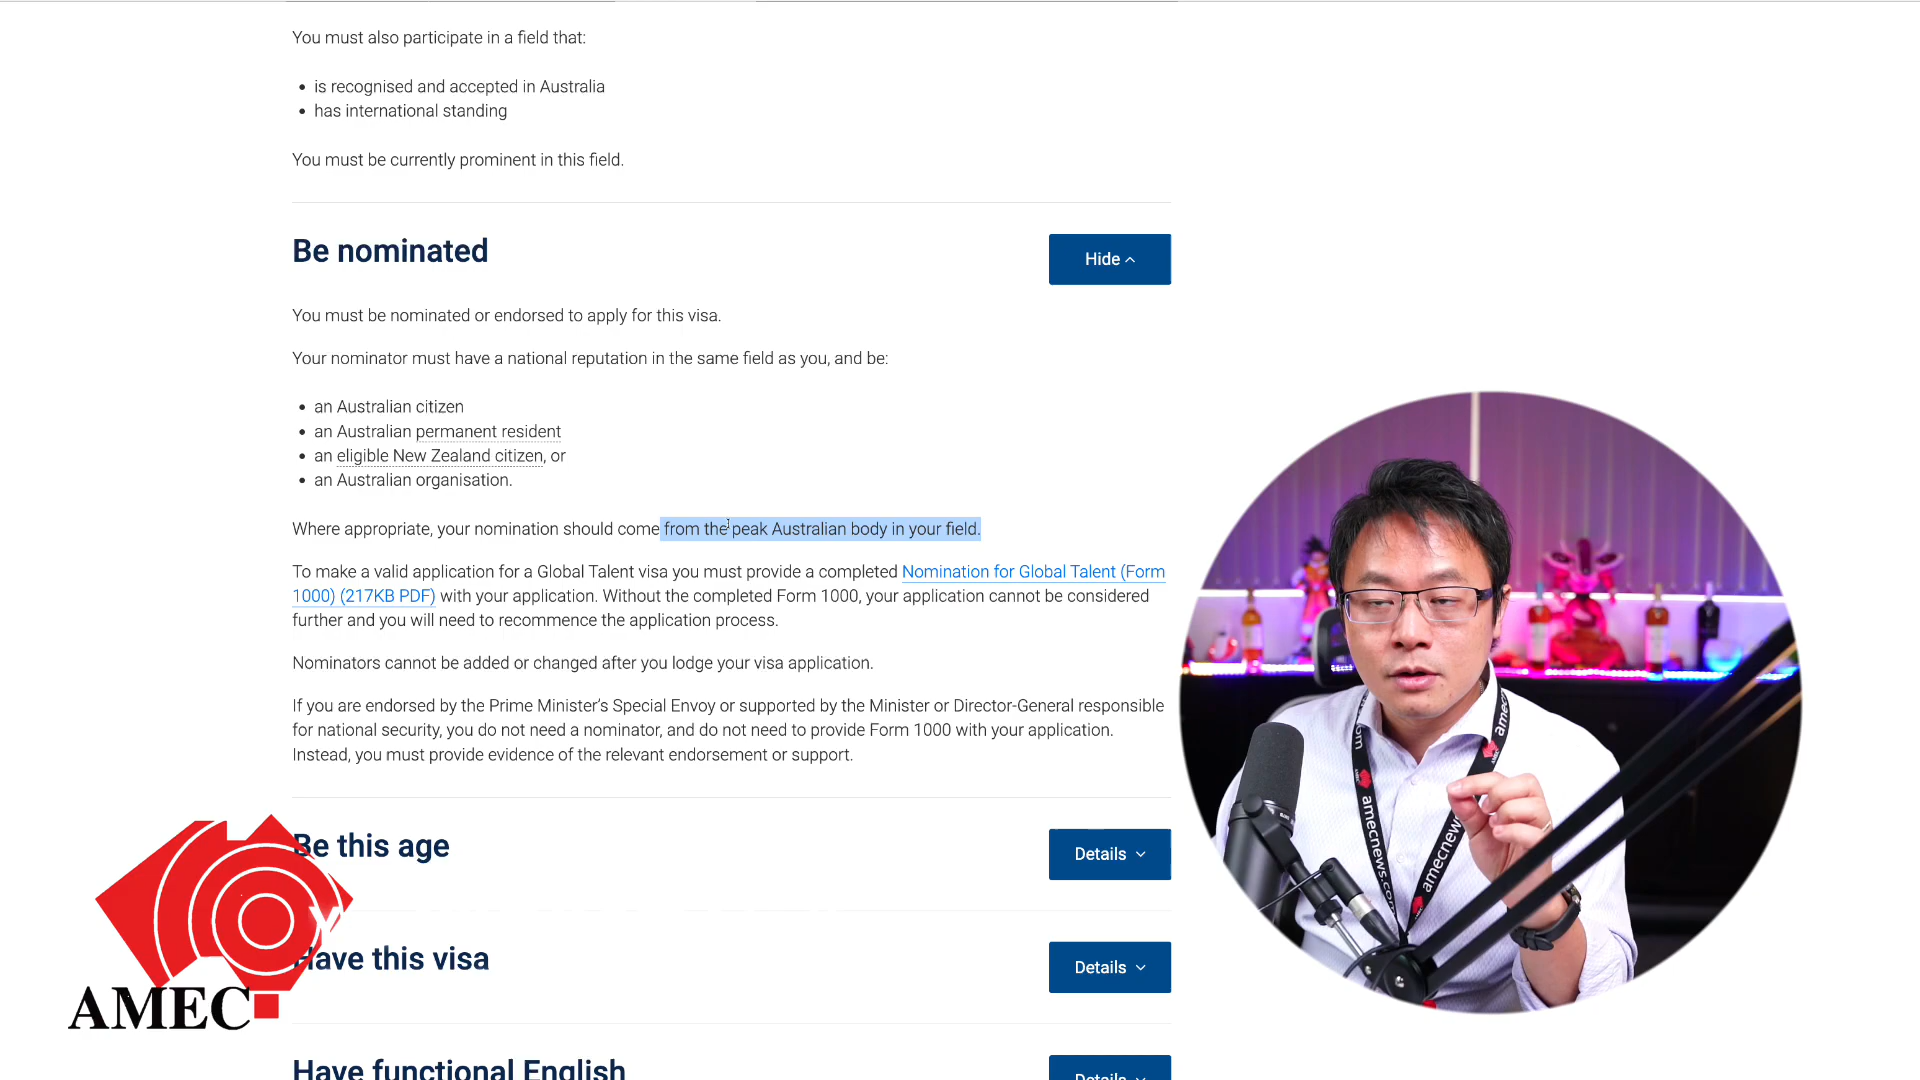 You must also participate in a field that:
• is recognised and accepted in Australia
• has international standing
You must be currently prominent in this field.
Be nominated
Hide
You must be nominated or endorsed to apply for this visa.
Your nominator must have a national reputation in the same field as you, and be:
• an Australian citizen
• an Australian permanent resident
• an eligible New Zealand citizen, or
• an Australian organisation.
Where appropriate, your nomination should come from the peak Australian body in your field.
To make a valid application for a Global Talent visa you must provide a completed Nomination for Global Talent (Form
1000) (217KB PDF) with your application. Without the completed Form 1000, your application cannot be considered
further and you will need to recommence the application process.
Nominators cannot be added or changed after you lodge your visa application.
If you are endorsed by the Prime Minister's Special Envoy or supported by the Minister or Director-General responsible
for national security, you do not need a nominator, and do not need to provide Form 1000 with your application.
Instead, you must provide evidence of the relevant endorsement or support.
Be this age
Details
Have this visa
Details
Have functional English
Details
AMEC
amecnews.com
amecnew
amec
om